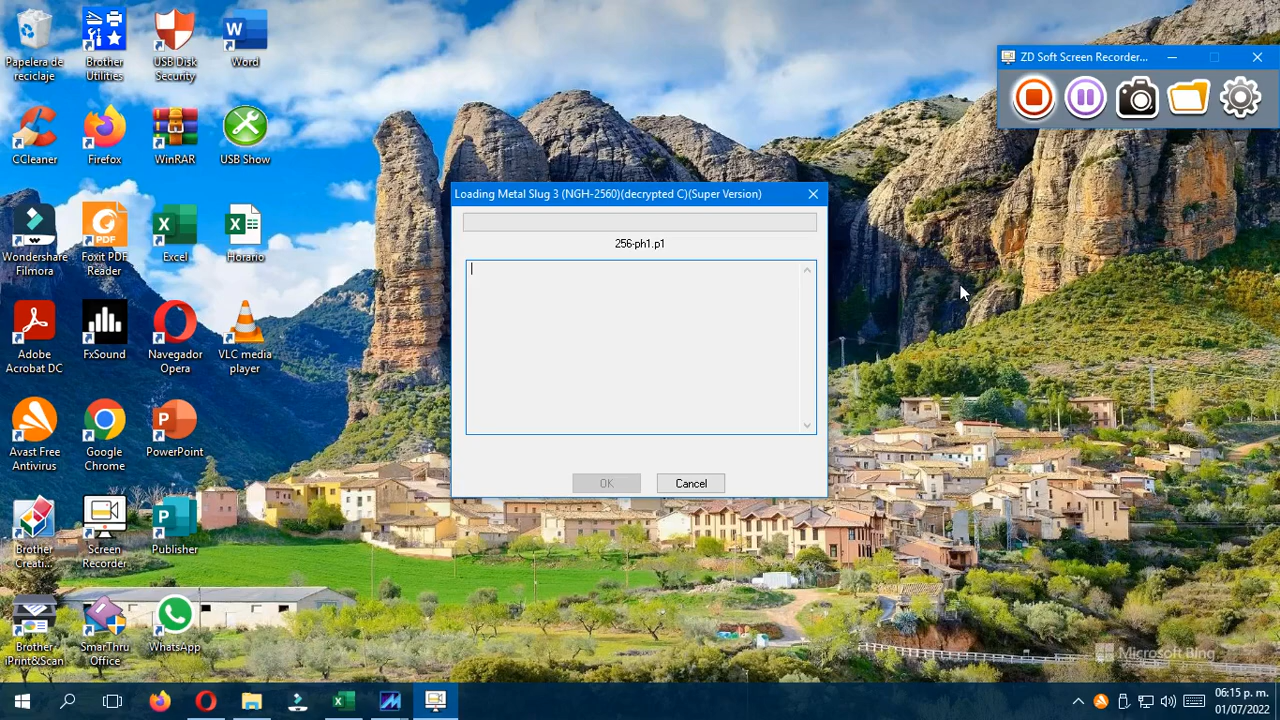 Papelera de
reciclaje
Brother
Utilities
USB Disk
Security
Word
CCleaner
Firefox
WinRAR
USB Show
Wondershare
Filmora
PDF
Foxit PDF
Reader
Excel
Horario
Adobe
Acrobat DC
FxSound
Navegador
Opera
VLC media
player
Avast Free
Antivirus
Google
Chrome
PowerPoint
Brother
Creati...
Screen
Recorder
Publisher
Brother
iPrint&Scan
SmarThru
Office
WhatsApp
ZD Soft Screen Recorder...
Loading Metal Slug 3 (NGH-2560)(decrypted C)(Super Version)
256-ph1.p1
OK
Cancel
Microsoft Bing
06:15 p. m.
01/07/2022